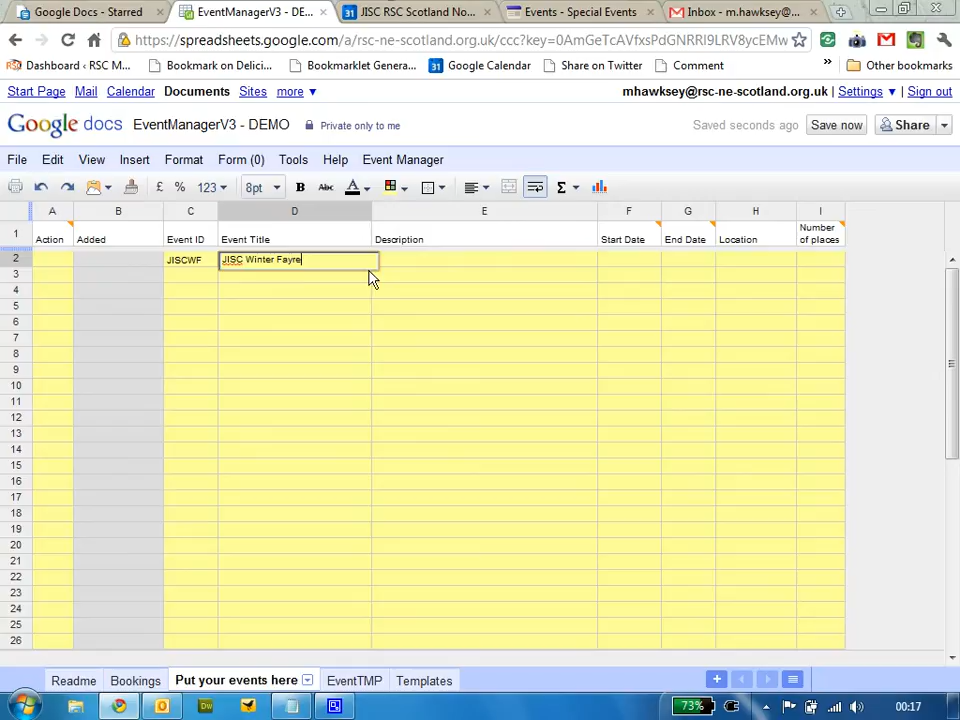 Google Docs - Starred
EventManagerV3 - DE...
JISC RSC Scotland No...
Events - Special Events
Inbox - m.hawksey@...
https://spreadsheets.google.com/a/rsc-ne-scotland.org.uk/ccc?key=0AmGeTcAVfxsPdGNRRl9LRV8ycEMw
Dashboard ‹ RSC M...
Bookmark on Delici...
Bookmarklet Genera...
31 Google Calendar
Share on Twitter
Comment
»
Other bookmarks
Start Page Mail Calendar Documents Sites more ▼
mhawksey@rsc-ne-scotland.org.uk | Settings ▼ | Sign out
Google docs EventManagerV3 - DEMO Private only to me
Saved seconds ago Save now Share
File Edit View Insert Format Form (0) Tools Help Event Manager
£ % 123 8pt B Abc A Σ
A B C D E F G H I
1 Action Added Event ID Event Title Description Start Date End Date Location Number of places
2 JISCWF JISC Winter Fayre
3
4
5
6
7
8
9
10
11
12
13
14
15
16
17
18
19
20
21
22
23
24
25
26
Readme Bookings Put your events here EventTMP Templates
73% 00:17